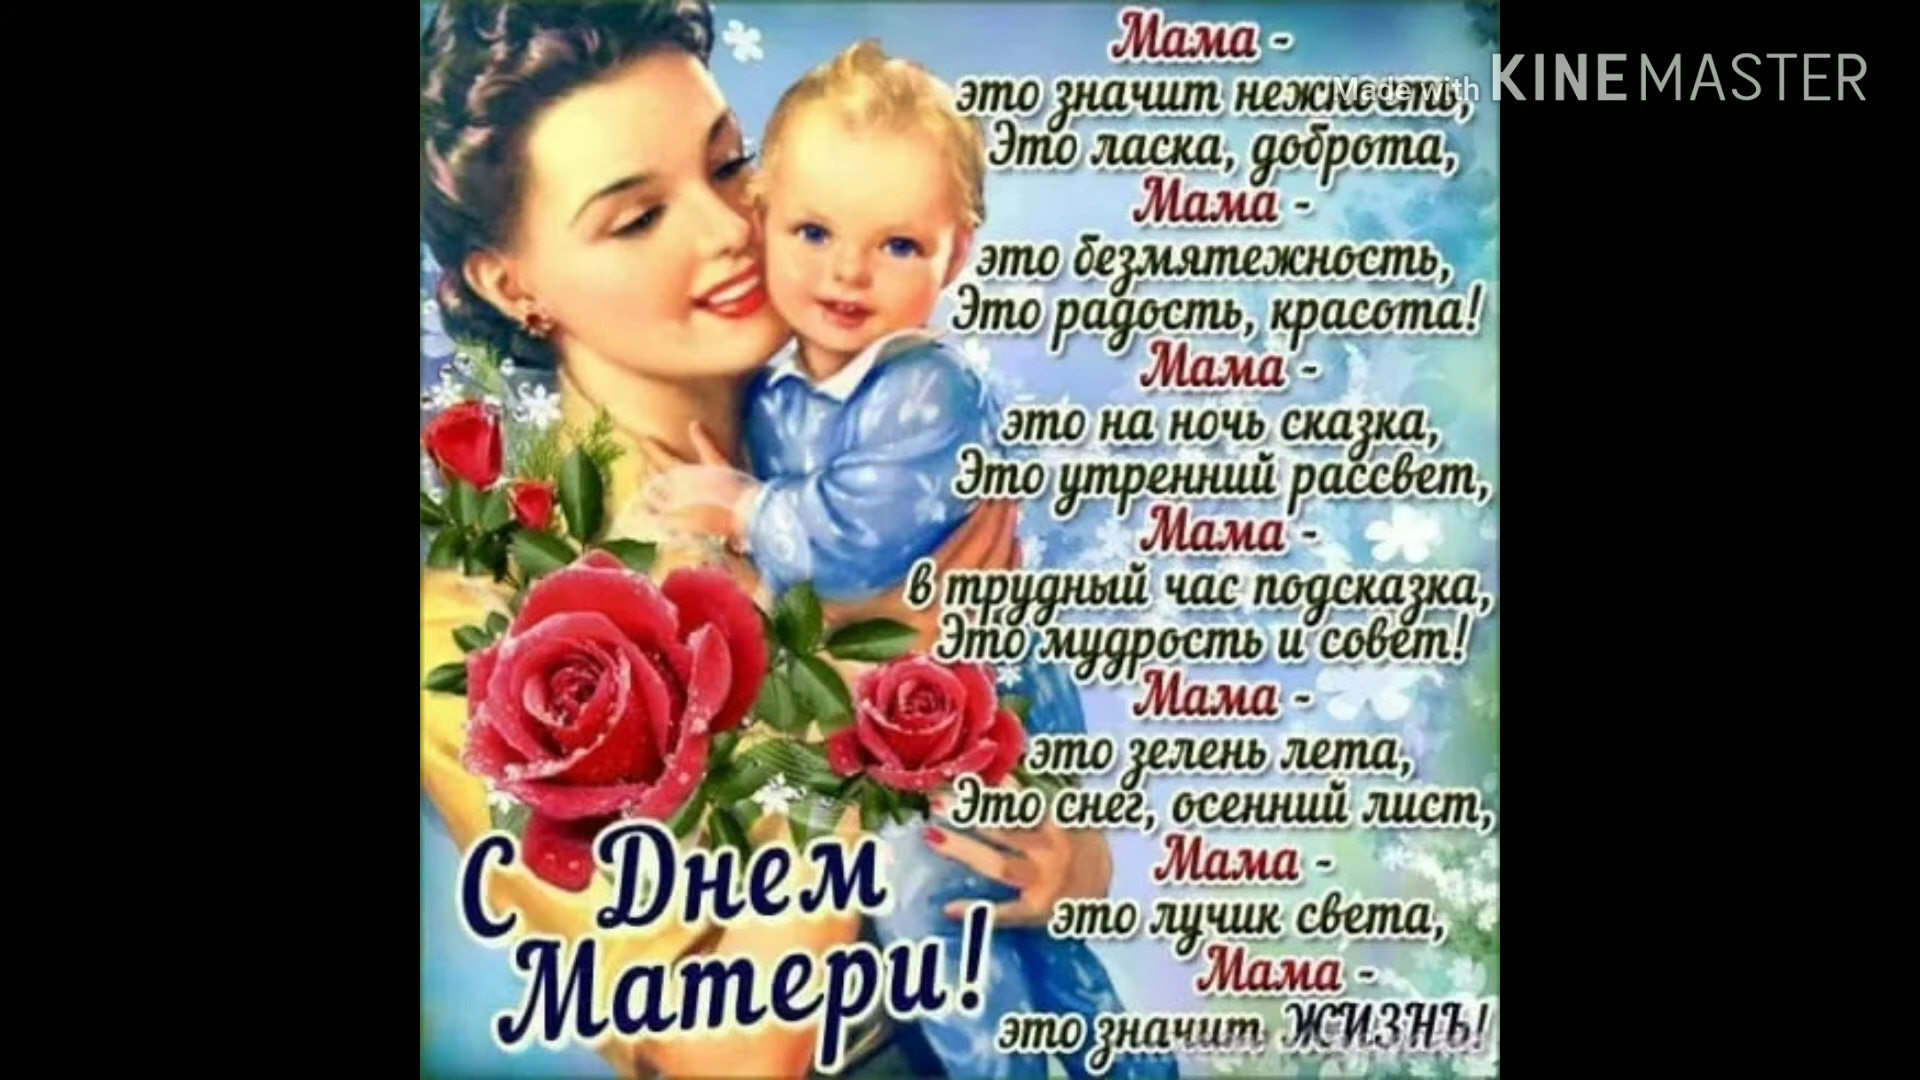 Мама -
это значит нежность,
Это ласка, доброта,
Мама -
это безмятежность,
Это радость, красота!
Мама -
это на ночь сказка,
Это утренний рассвет,
Мама -
в трудный час подсказка,
Это мудрость и совет!
Мама -
это зелень лета,
Это снег, осенний лист,
Мама -
это лучик света,
Мама -
это значит ЖИЗНЬ!
С Днем
Матери!
Made with KINEMASTER